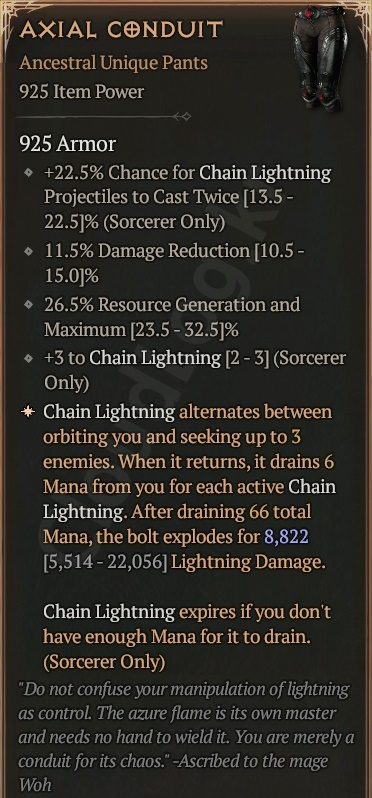 AXIAL CONDUIT
Ancestral Unique Pants
925 Item Power
925 Armor
+22.5% Chance for Chain Lightning
Projectiles to Cast Twice [13.5 -
22.5]% (Sorcerer Only)
11.5% Damage Reduction [10.5 -
15.0]%
26.5% Resource Generation and
Maximum [23.5 - 32.5]%
+3 to Chain Lightning [2 - 3] (Sorcerer
Only)
Chain Lightning alternates between
orbiting you and seeking up to 3
enemies. When it returns, it drains 6
Mana from you for each active Chain
Lightning. After draining 66 total
Mana, the bolt explodes for 8,822
[5,514 - 22,056] Lightning Damage.
Chain Lightning expires if you don't
have enough Mana for it to drain.
(Sorcerer Only)
"Do not confuse your manipulation of lightning
as control. The azure flame is its own master
and needs no hand to wield it. You are merely a
conduit for its chaos." -Ascribed to the mage
Woh